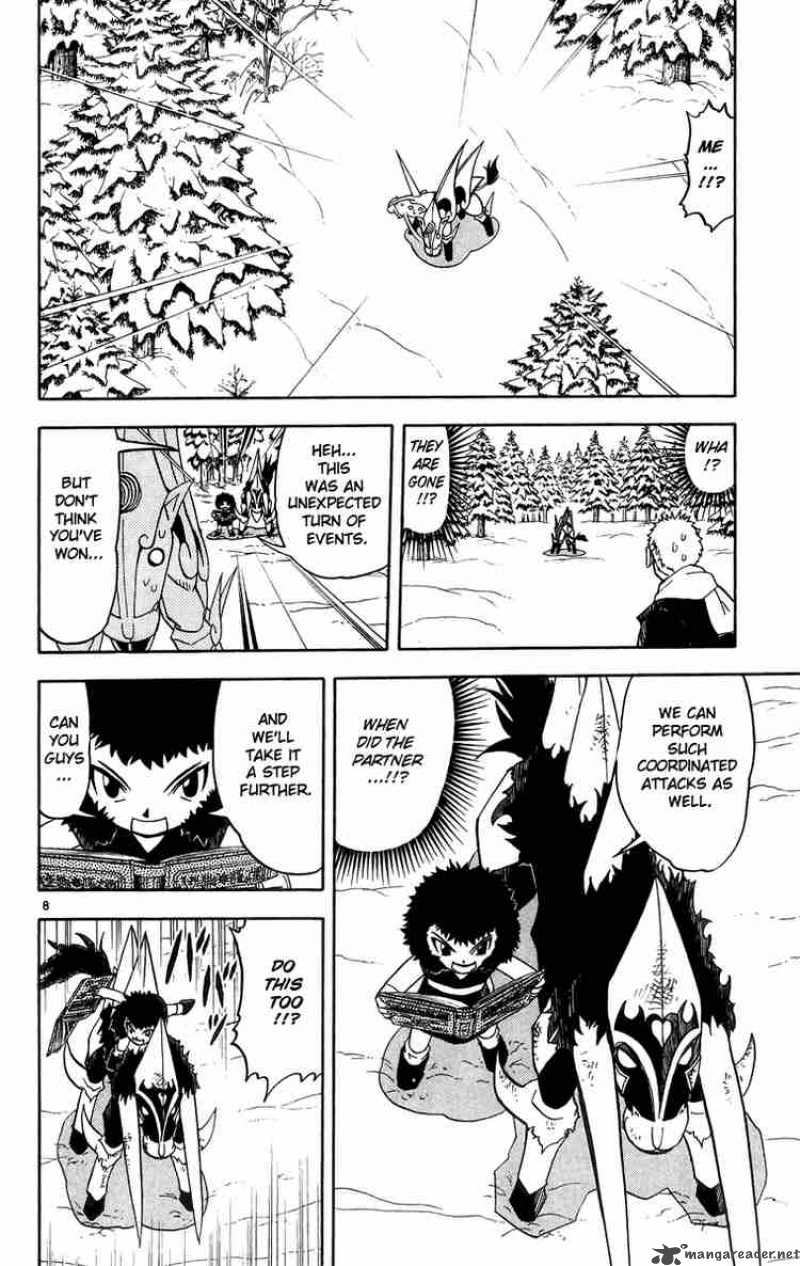 ME
...
!!?
WHA
!?
THEY
ARE
GONE
!!?
HEH...
THIS
WAS AN
UNEXPECTED
TURN OF
EVENTS.
BUT
DON'T
THINK
YOU'VE
WON...
WE CAN
PERFORM
SUCH
COORDINATED
ATTACKS AS
WELL.
WHEN
DID THE
PARTNER
...!!?
AND
WE'LL
TAKE IT
A STEP
FURTHER.
CAN
YOU
GUYS
...
8
DO
THIS
TOO
!!?
mangareader.net